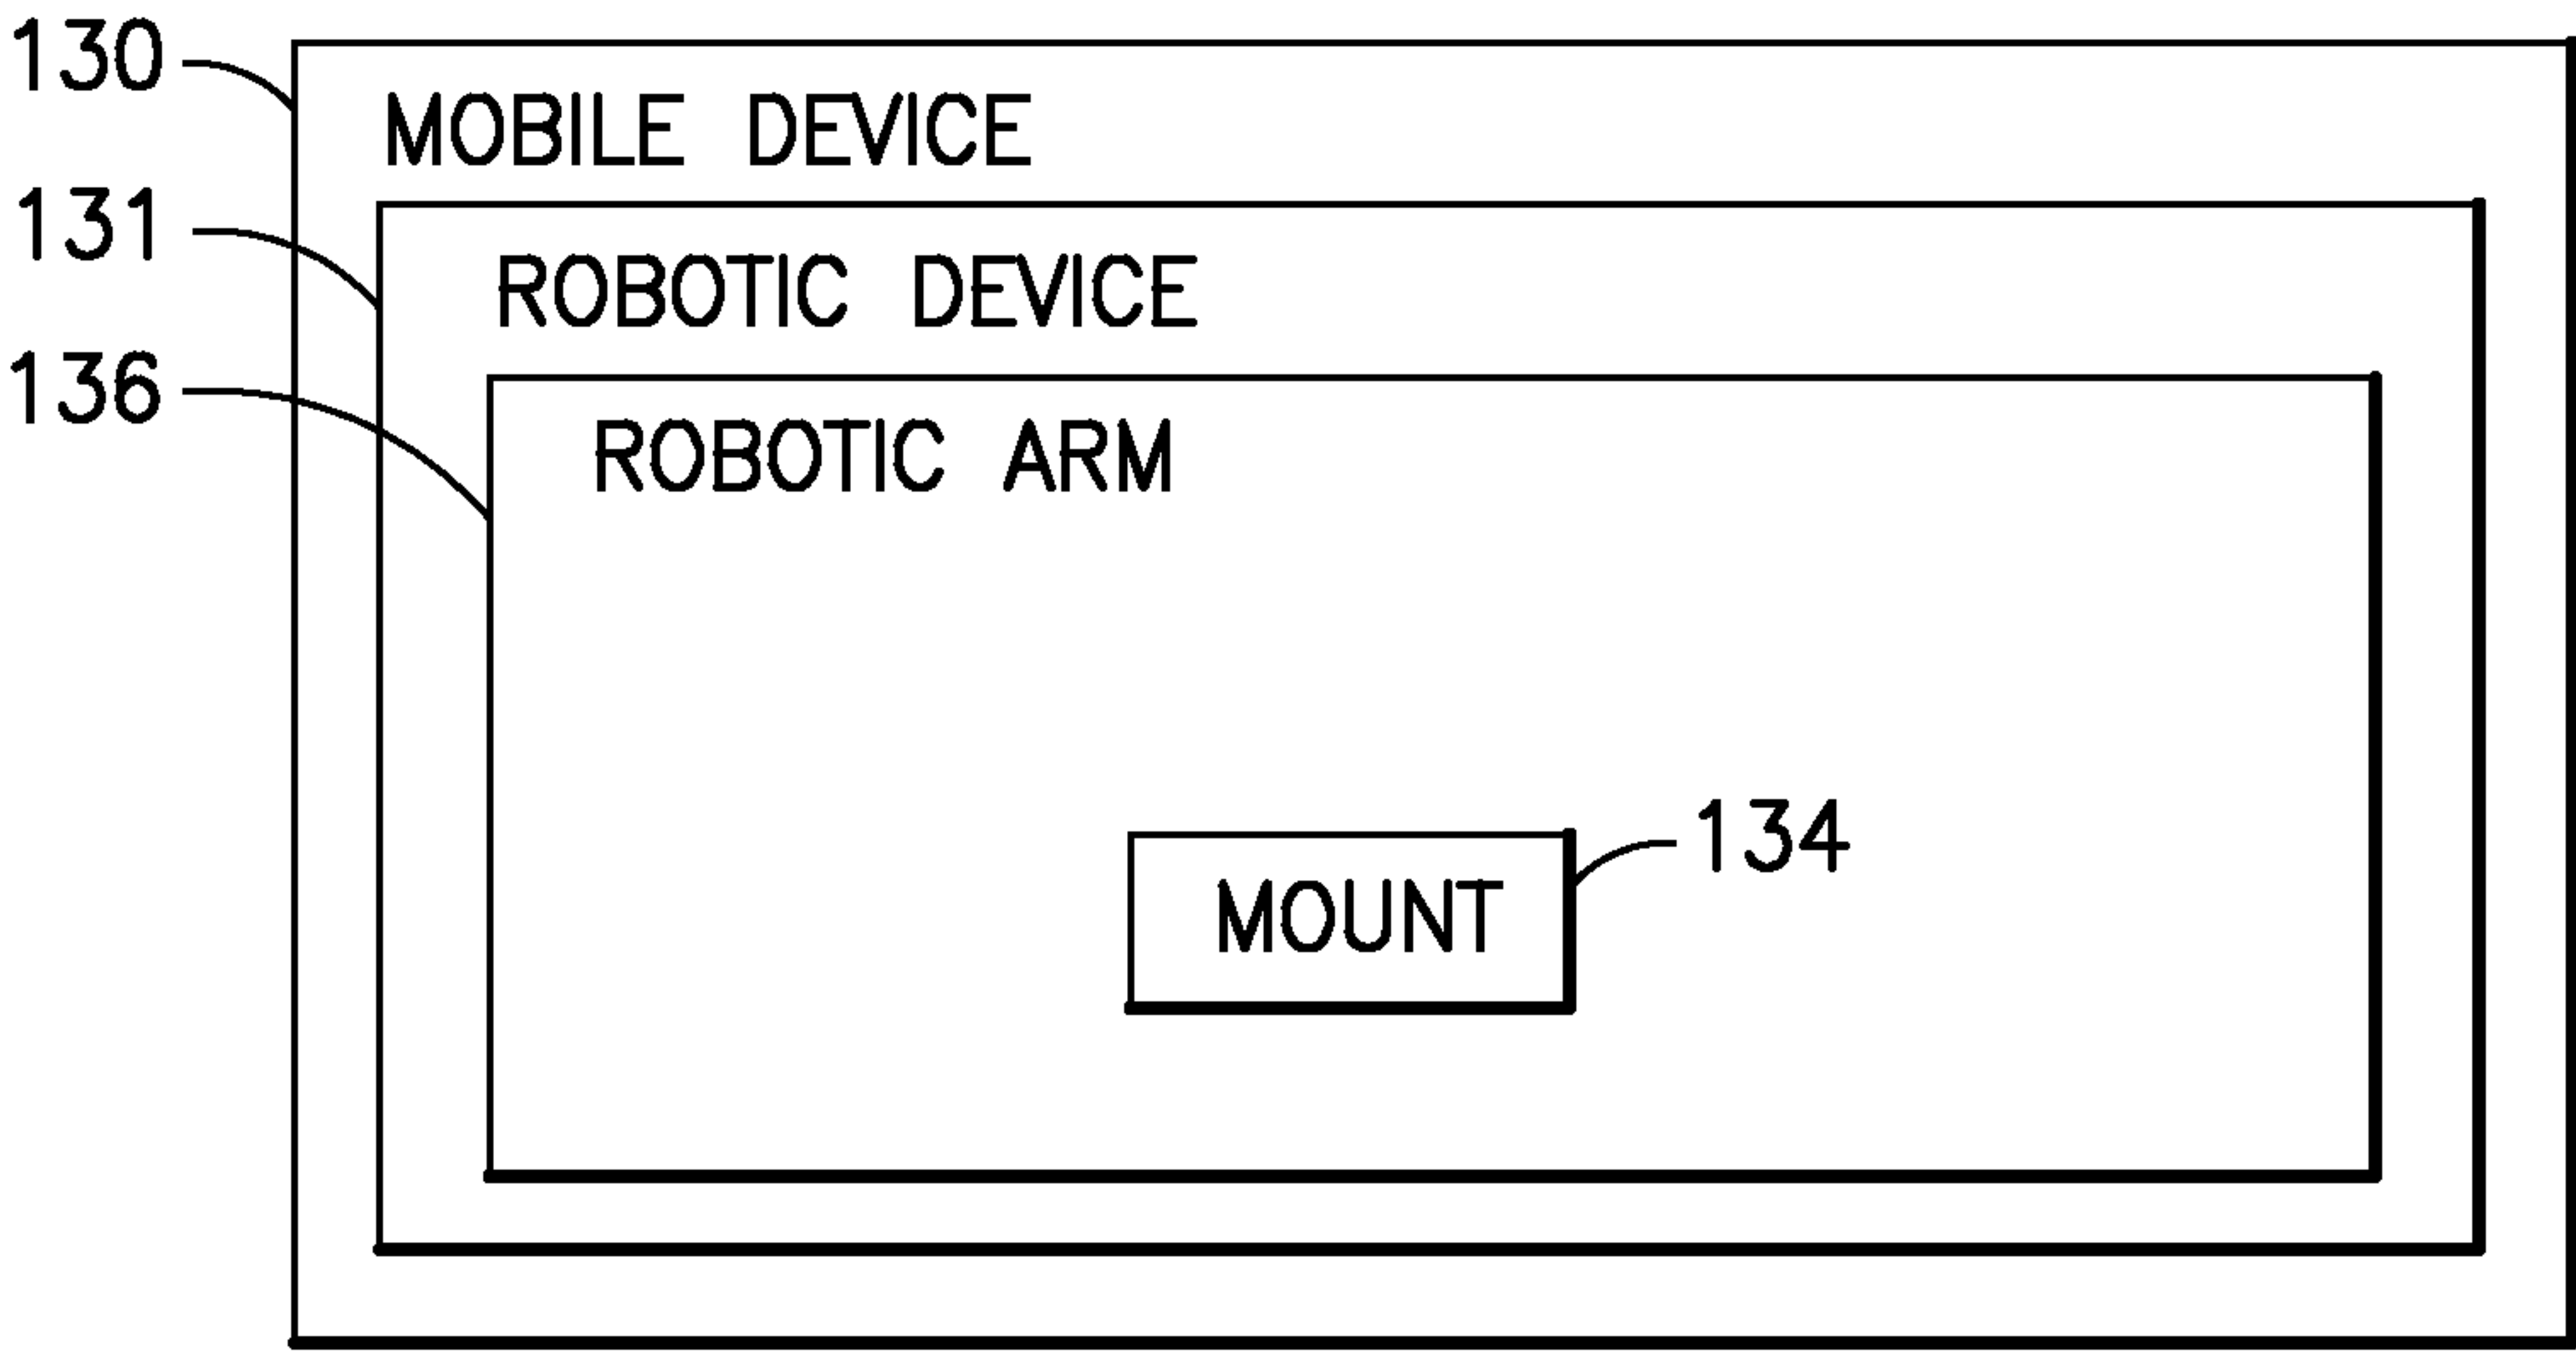 130
MOBILE DEVICE
131
ROBOTIC DEVICE
136
ROBOTIC ARM
134
MOUNT